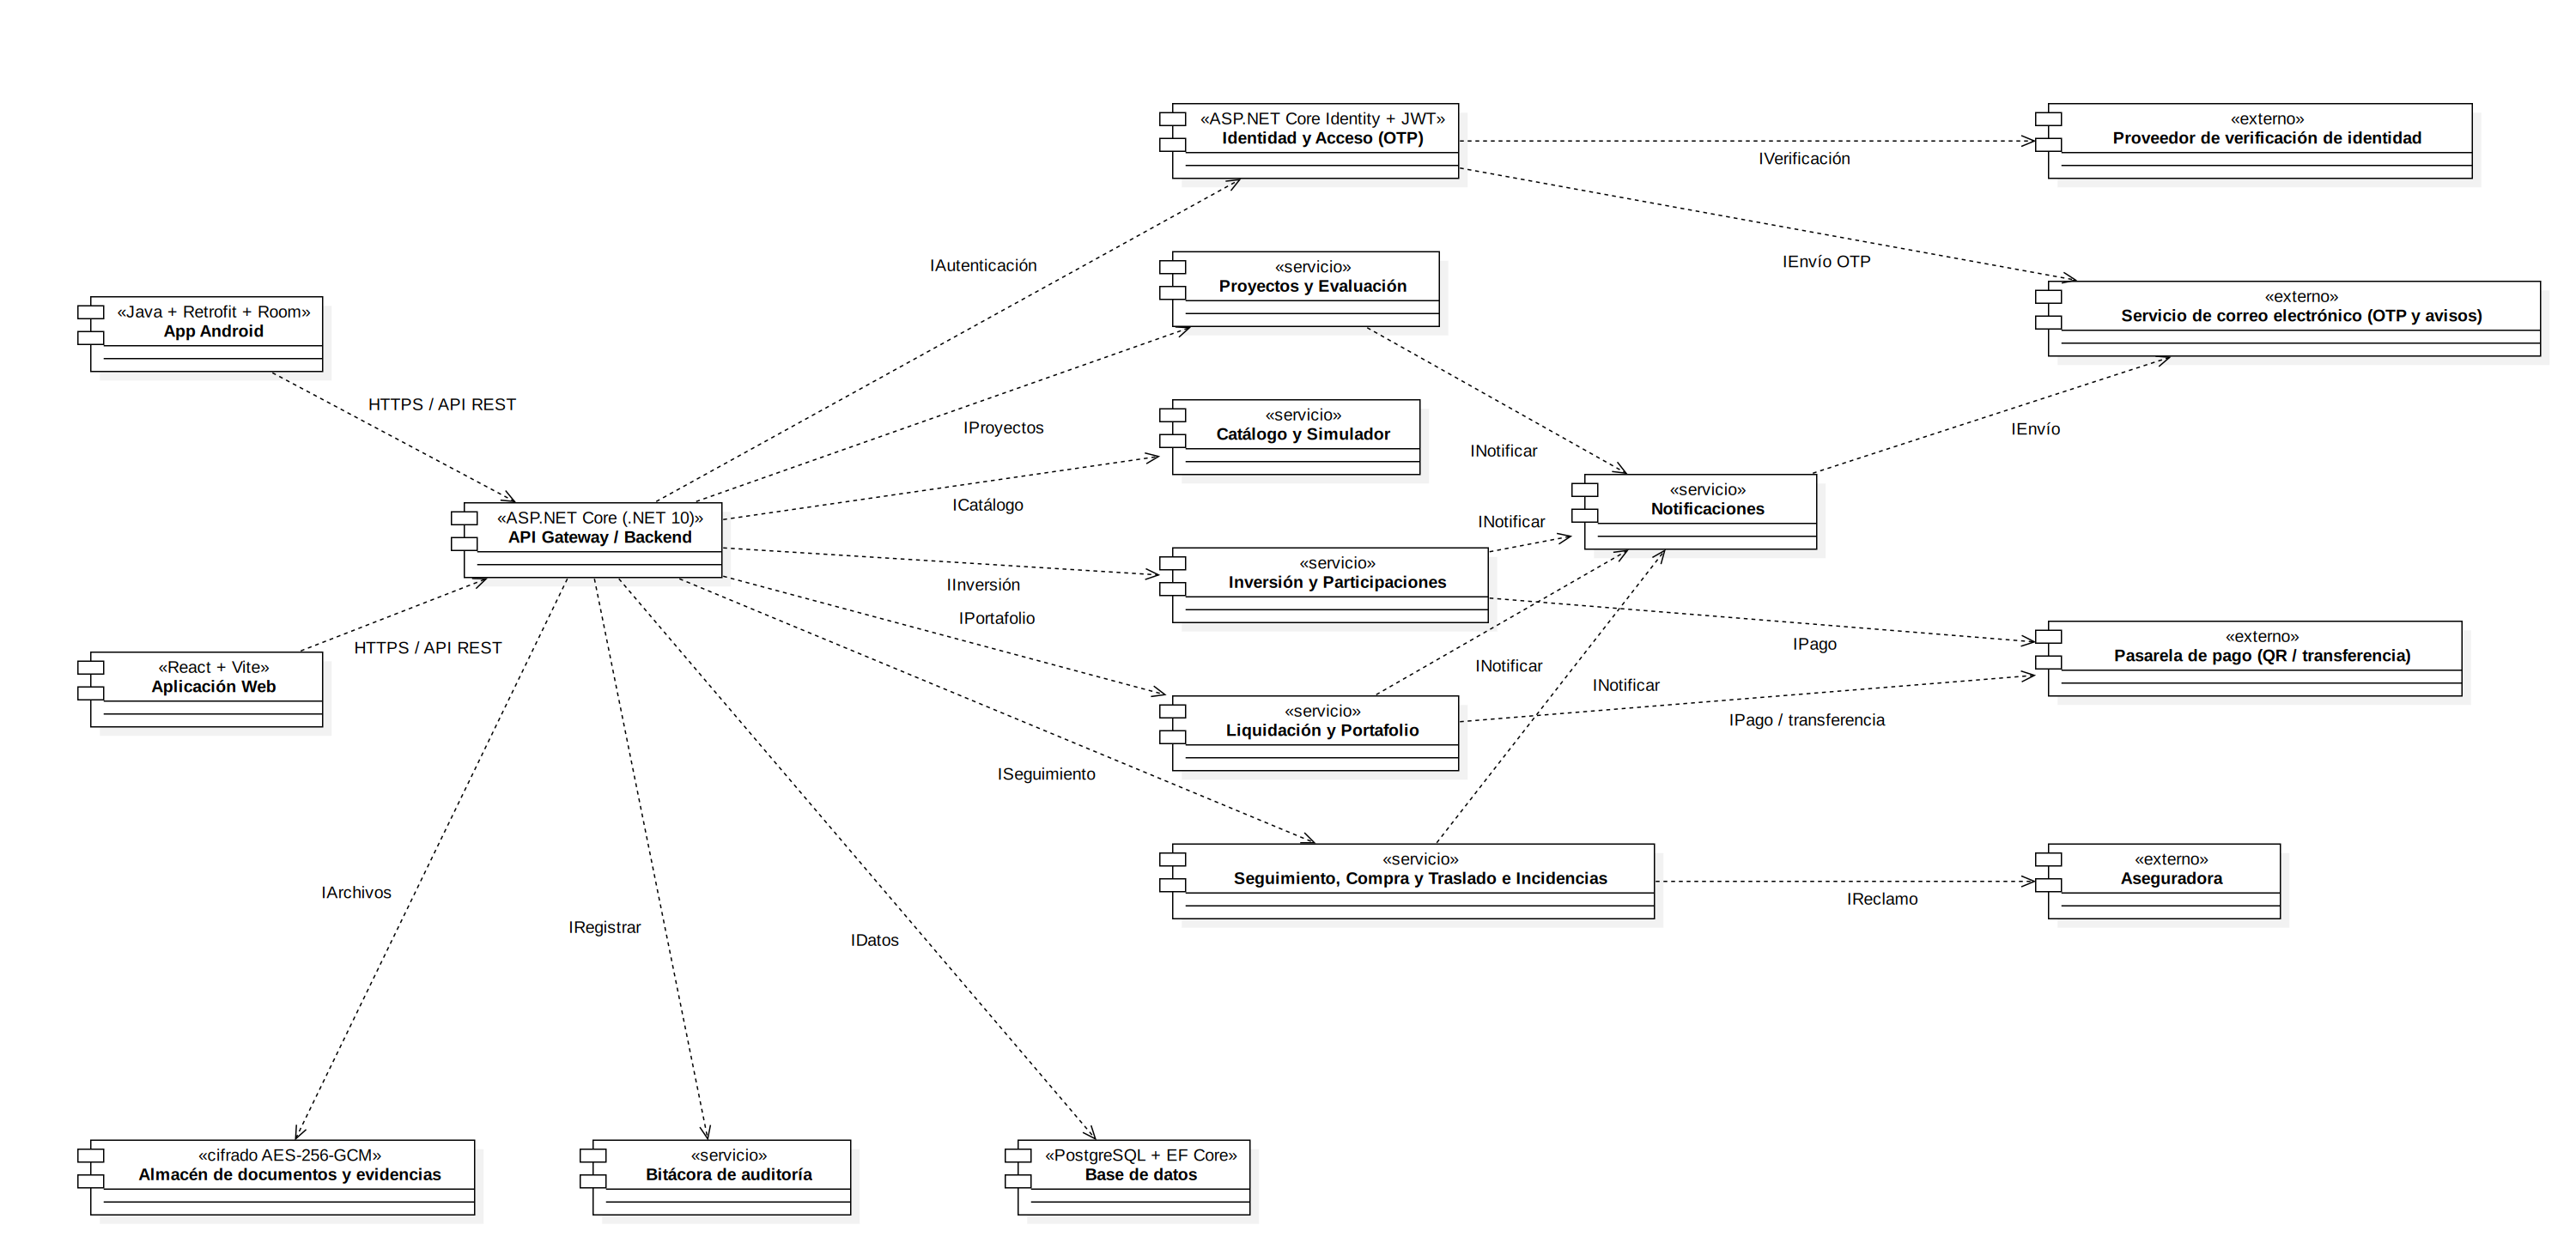 «ASP.NET Core Identity + JWT»
Identidad y Acceso (OTP)
«externo»
Proveedor de verificación de identidad
IVerificación
IAutenticación
«servicio»
Proyectos y Evaluación
IEnvío OTP
«externo»
Servicio de correo electrónico (OTP y avisos)
«Java + Retrofit + Room»
App Android
HTTPS / API REST
IProyectos
«servicio»
Catálogo y Simulador
INotificar
IEnvío
«ASP.NET Core (.NET 10)»
API Gateway / Backend
ICatálogo
INotificar
«servicio»
Notificaciones
IInversión
«servicio»
Inversión y Participaciones
IPortafolio
HTTPS / API REST
«React + Vite»
Aplicación Web
INotificar
INotificar
IPago
«externo»
Pasarela de pago (QR / transferencia)
«servicio»
Liquidación y Portafolio
IPago / transferencia
ISeguimiento
«servicio»
Seguimiento, Compra y Traslado e Incidencias
IReclamo
«externo»
Aseguradora
IArchivos
IRegistrar
IDatos
«cifrado AES-256-GCM»
Almacén de documentos y evidencias
«servicio»
Bitácora de auditoría
«PostgreSQL + EF Core»
Base de datos